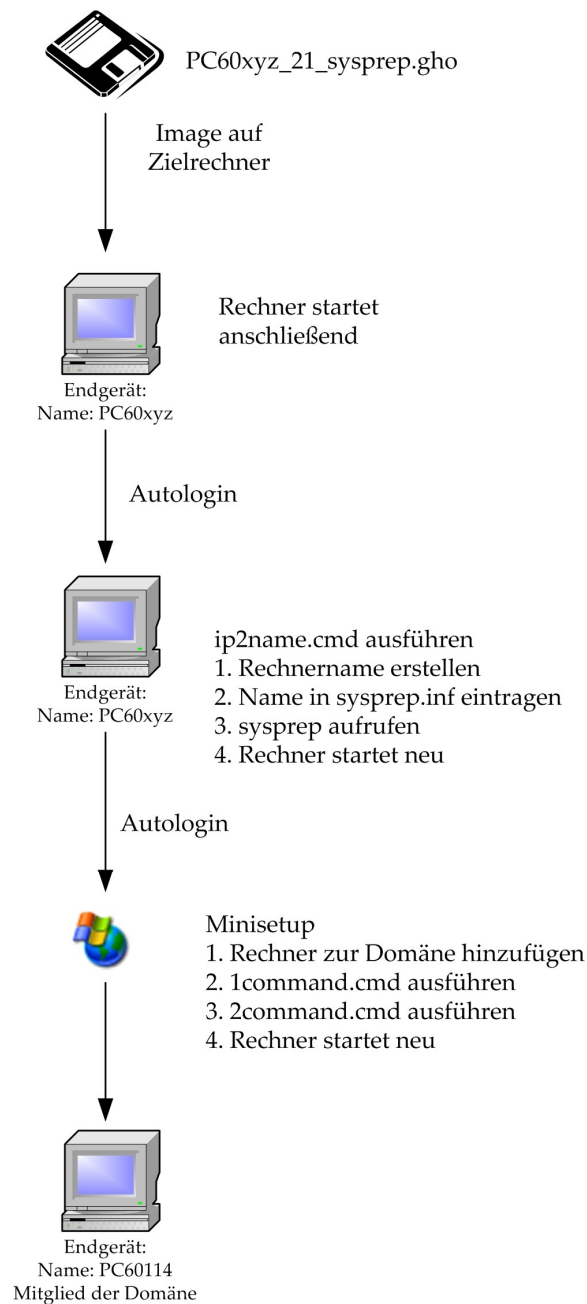 PC60xyz_21_sysprep.gho
Image auf
Zielrechner
Rechner startet
anschließend
Endgerät:
Name: PC60xyz
Autologin
ip2name.cmd ausführen
1. Rechnername erstellen
2. Name in sysprep.inf eintragen
3. sysprep aufrufen
4. Rechner startet neu
Endgerät:
Name: PC60xyz
Autologin
Minisetup
1. Rechner zur Domäne hinzufügen
2. 1command.cmd ausführen
3. 2command.cmd ausführen
4. Rechner startet neu
Endgerät:
Name: PC60114
Mitglied der Domäne